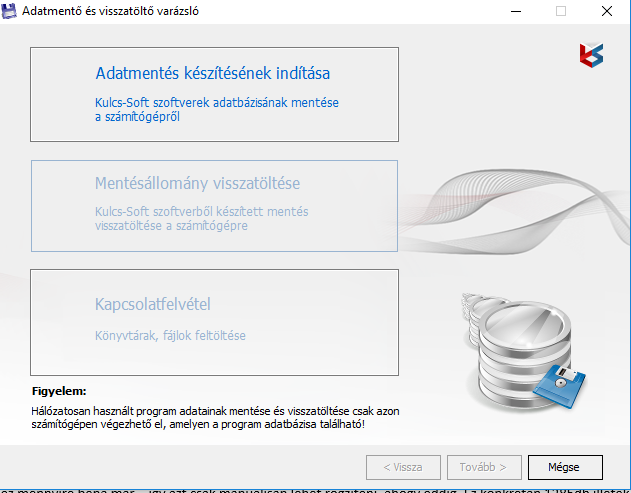 Adatmentő és visszatöltő varázsló
Adatmentés készítésének indítása
Kulcs-Soft szoftverek adatbázisának mentése
a számítógépről
Mentésállomány visszatöltése
Kulcs-Soft szoftverből készített mentés
visszatöltése a számítógépre
Kapcsolatfelvétel
Könyvtárak, fájlok feltöltése
Figyelem:
Hálózatosan használt program adatainak mentése és visszatöltése csak azon
számítógépen végezhető el, amelyen a program adatbázisa található!
< Vissza
Tovább >
Mégse